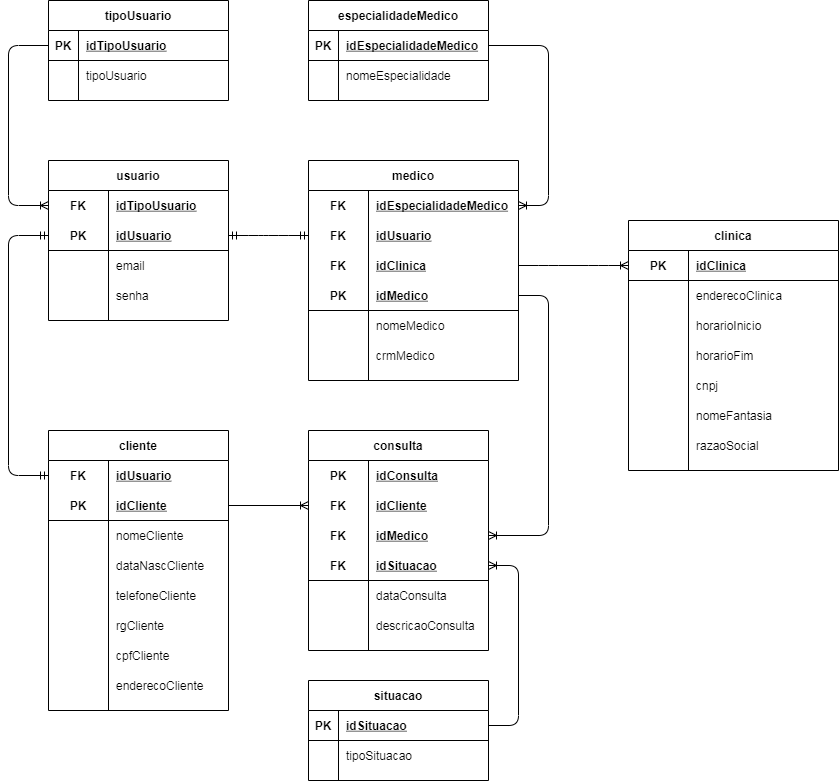 tipoUsuario
PK idTipoUsuario
tipoUsuario
especialidadeMedico
PK idEspecialidadeMedico
nomeEspecialidade
usuario
FK idTipoUsuario
PK idUsuario
email
senha
medico
FK idEspecialidadeMedico
FK idUsuario
FK idClinica
PK idMedico
nomeMedico
crmMedico
clinica
PK idClinica
enderecoClinica
horarioInicio
horarioFim
cnpj
nomeFantasia
razaoSocial
cliente
FK idUsuario
PK idCliente
nomeCliente
dataNascCliente
telefoneCliente
rgCliente
cpfCliente
enderecoCliente
consulta
PK idConsulta
FK idCliente
FK idMedico
FK idSituacao
dataConsulta
descricaoConsulta
situacao
PK idSituacao
tipoSituacao